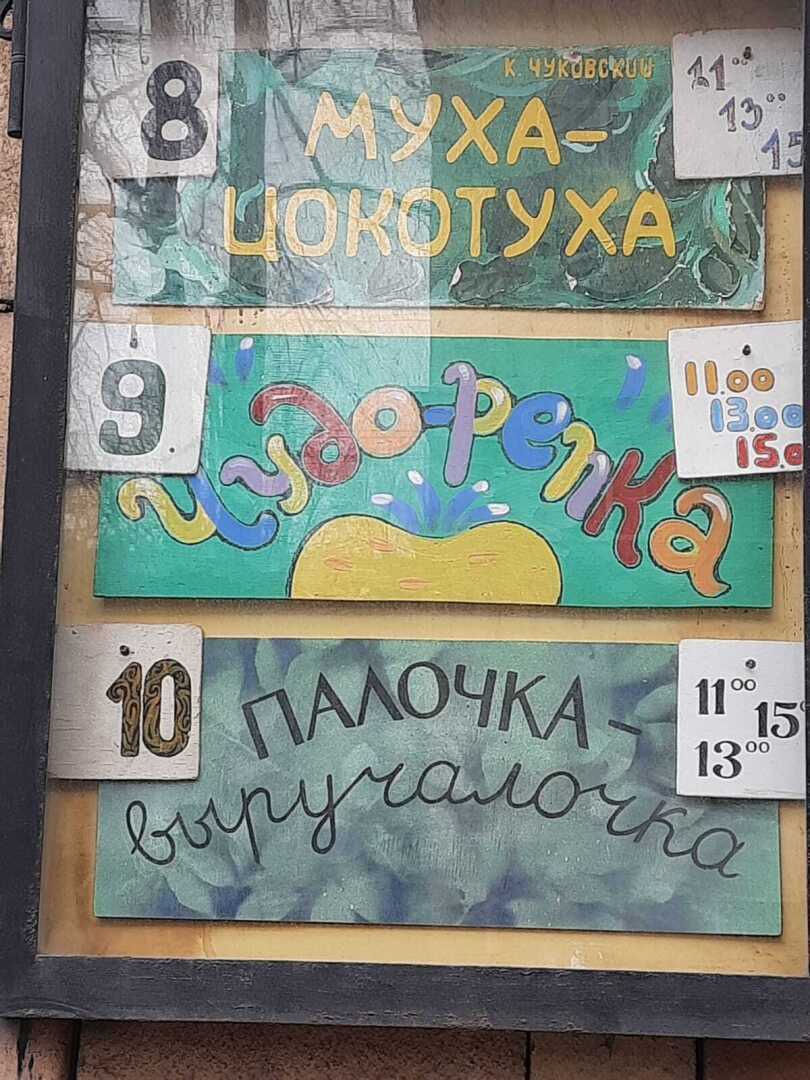 8
К. ЧУКОВСКИЙ
МУХА-
ЦОКОТУХА
11⁰⁰
13⁰⁰
15
9
Чудо-репка
11.00
13.00
15.0
10
ПАЛОЧКА-
выручалочка
11⁰⁰
15⁰
13⁰⁰